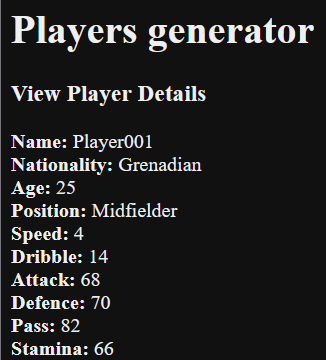 Players generator
View Player Details
Name: Player001
Nationality: Grenadian
Age: 25
Position: Midfielder
Speed: 4
Dribble: 14
Attack: 68
Defence: 70
Pass: 82
Stamina: 66